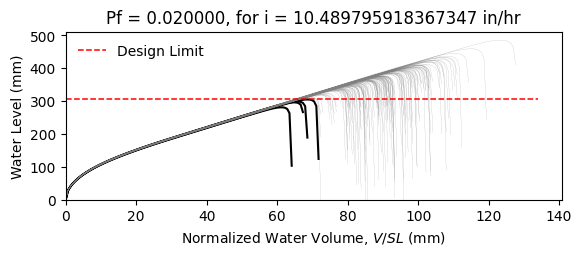 Pf = 0.020000, for i = 10.489795918367347 in/hr
Water Level (mm)
500
400
300
200
100
0
Design Limit
0 20 40 60 80 100 120 140
Normalized Water Volume, V/SL (mm)